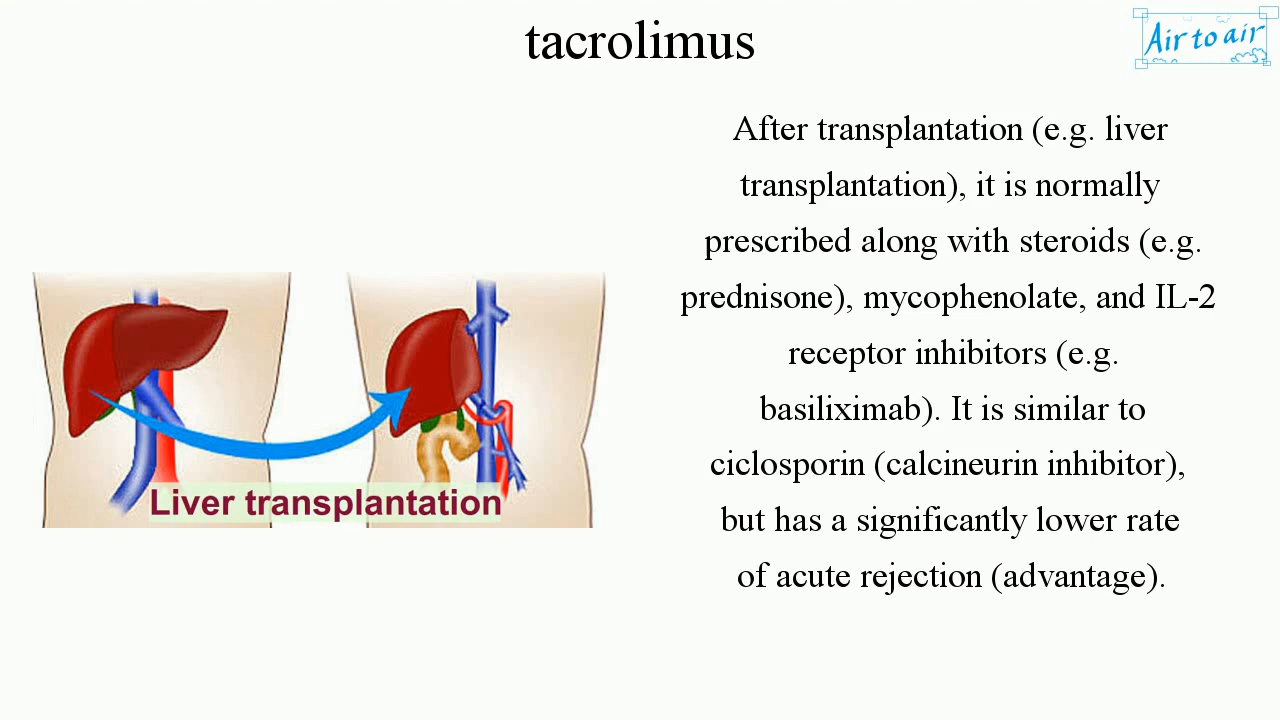 tacrolimus
Air to air
After transplantation (e.g. liver
transplantation), it is normally
prescribed along with steroids (e.g.
prednisone), mycophenolate, and IL-2
receptor inhibitors (e.g.
basiliximab). It is similar to
ciclosporin (calcineurin inhibitor),
but has a significantly lower rate
of acute rejection (advantage).
Liver transplantation